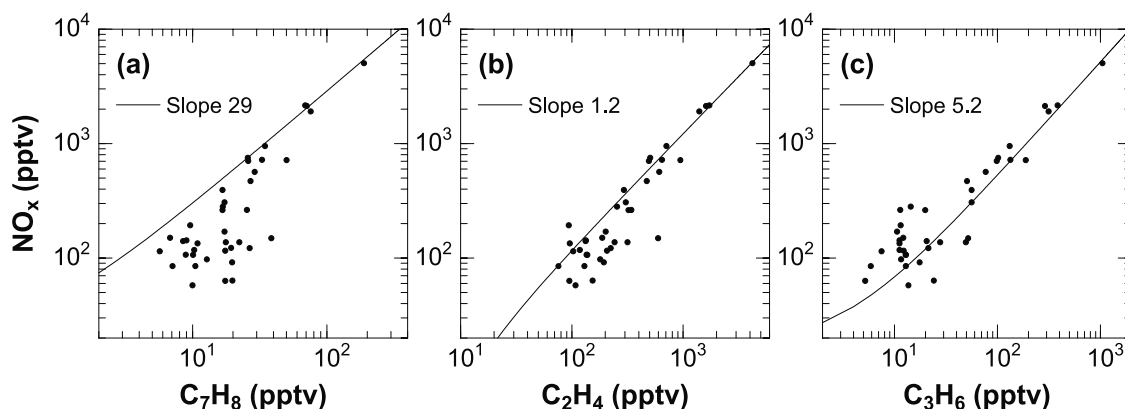 10⁴ 10⁴ 10⁴
(a) (b) (c)
Slope 29 Slope 1.2 Slope 5.2
10³ 10³ 10³
NOₓ (pptv)
10² 10² 10²
10¹ 10² 10¹ 10² 10³ 10¹ 10² 10³
C₇H₈ (pptv) C₂H₄ (pptv) C₃H₆ (pptv)